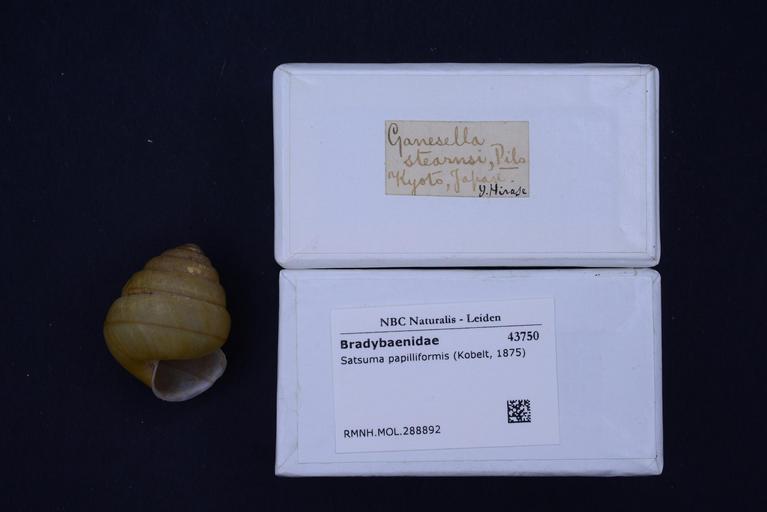 Ganesella
stearnsi, Pils
Kyoto, Japan.
Y. Hirase
NBC Naturalis - Leiden
Bradybaenidae 43750
Satsuma papilliformis (Kobelt, 1875)
RMNH.MOL.288892